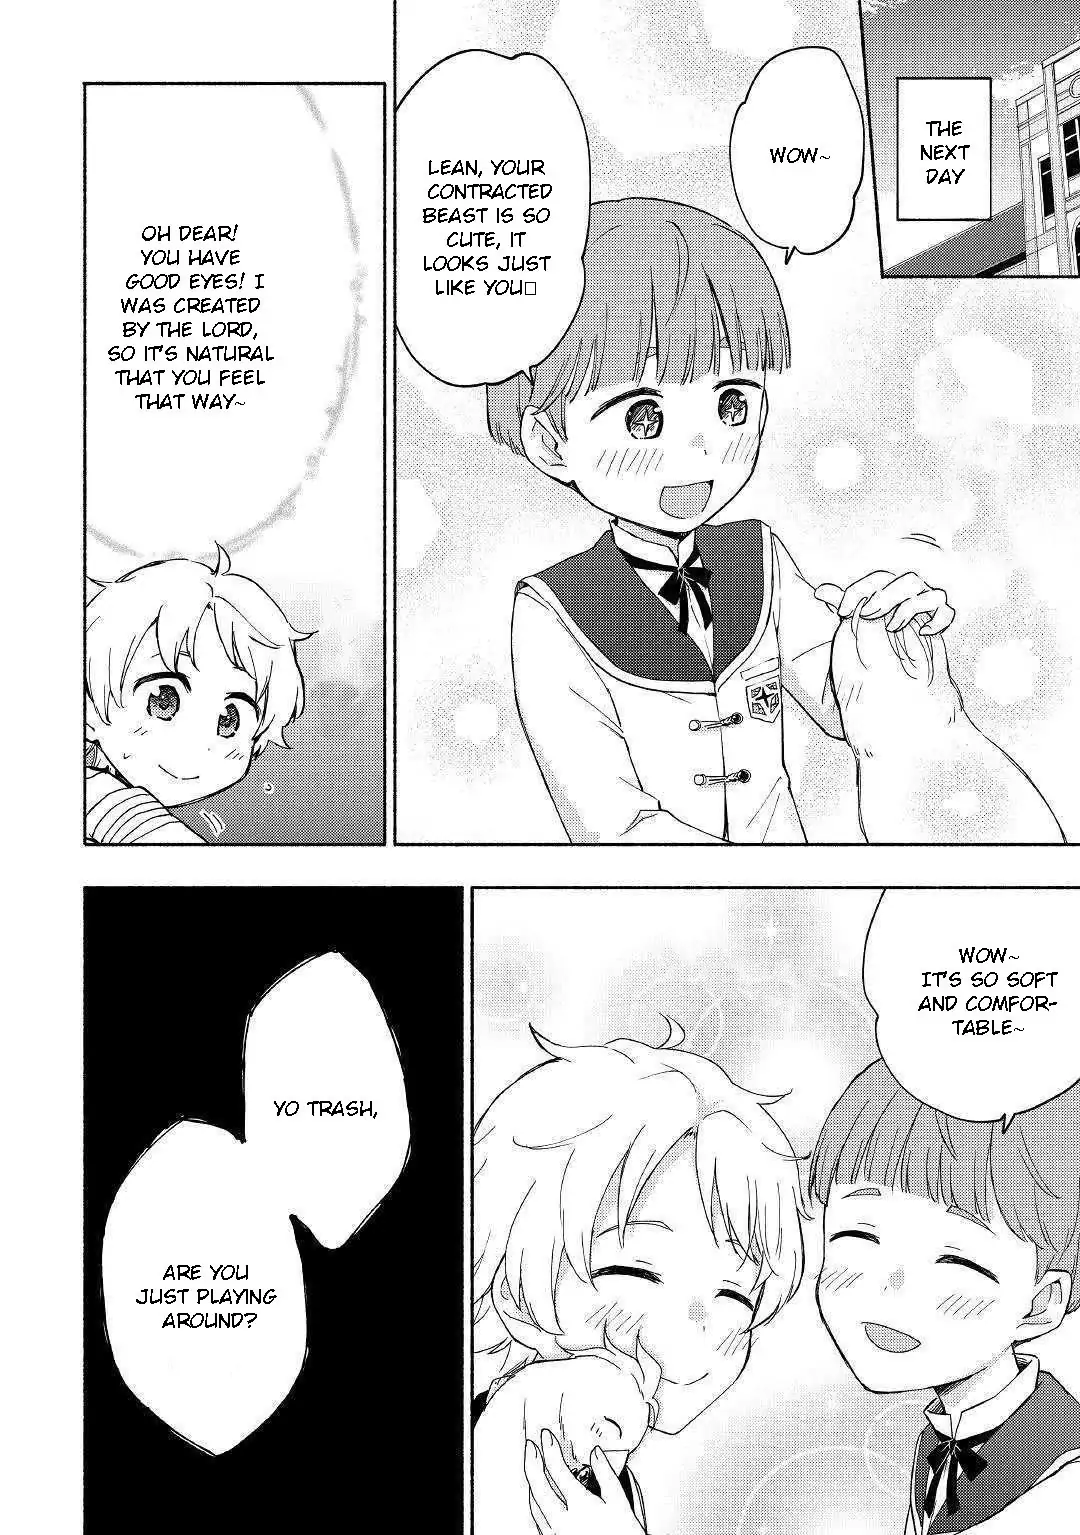 THE
NEXT
DAY
WOW~
LEAN, YOUR
CONTRACTED
BEAST IS SO
CUTE, IT
LOOKS JUST
LIKE YOU□
OH DEAR!
YOU HAVE
GOOD EYES! I
WAS CREATED
BY THE LORD,
SO IT'S NATURAL
THAT YOU FEEL
THAT WAY~
WOW~
IT'S SO SOFT
AND COMFOR-
TABLE~
YO TRASH,
ARE YOU
JUST PLAYING
AROUND?